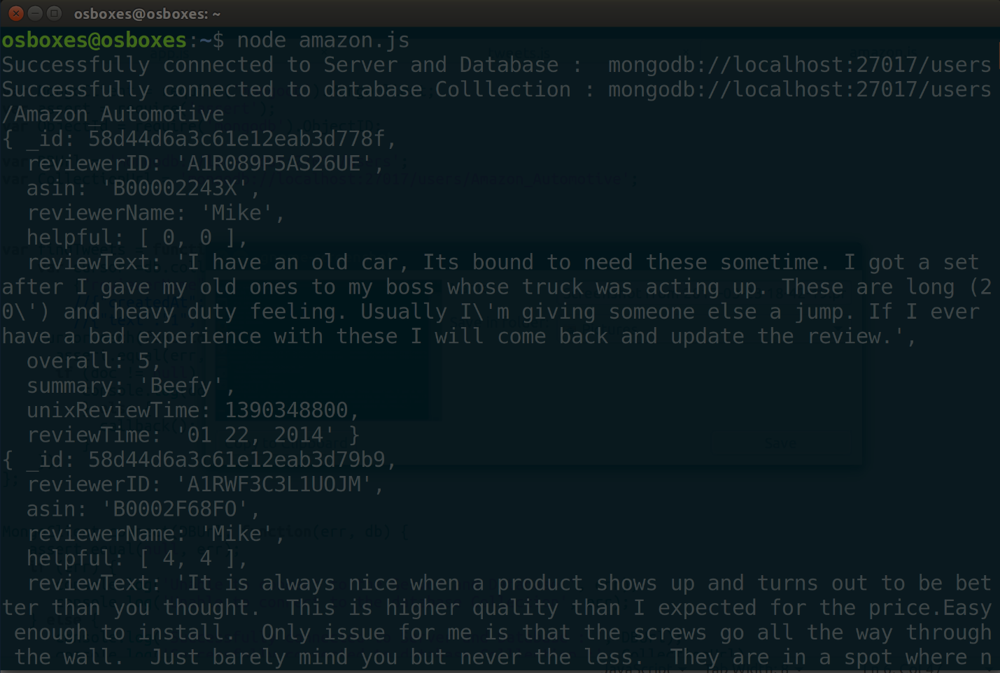 osboxes@osboxes: ~
osboxes@osboxes:~$ node amazon.js
Successfully connected to Server and Database :  mongodb://localhost:27017/users
Successfully connected to database Colllection : mongodb://localhost:27017/users
/Amazon_Automotive
{ _id: 58d44d6a3c61e12eab3d778f,
  reviewerID: 'A1R089P5AS26UE',
  asin: 'B00002243X',
  reviewerName: 'Mike',
  helpful: [ 0, 0 ],
  reviewText: 'I have an old car, Its bound to need these sometime. I got a set
after I gave my old ones to my boss whose truck was acting up. These are long (2
0\') and heavy duty feeling. Usually I\'m giving someone else a jump. If I ever
have a bad experience with these I will come back and update the review.',
  overall: 5,
  summary: 'Beefy',
  unixReviewTime: 1390348800,
  reviewTime: '01 22, 2014' }
{ _id: 58d44d6a3c61e12eab3d79b9,
  reviewerID: 'A1RWF3C3L1UOJM',
  asin: 'B0002F68FO',
  reviewerName: 'Mike',
  helpful: [ 4, 4 ],
  reviewText: 'It is always nice when a product shows up and turns out to be bet
ter than you thought.  This is higher quality than I expected for the price.Easy
 enough to install.  Only issue for me is that the screws go all the way through
 the wall.  Just barely mind you but never the less.  They are in a spot where n